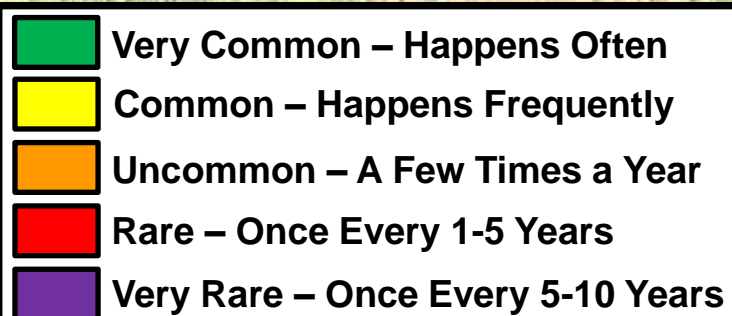 Very Common – Happens Often
Common – Happens Frequently
Uncommon – A Few Times a Year
Rare – Once Every 1-5 Years
Very Rare – Once Every 5-10 Years